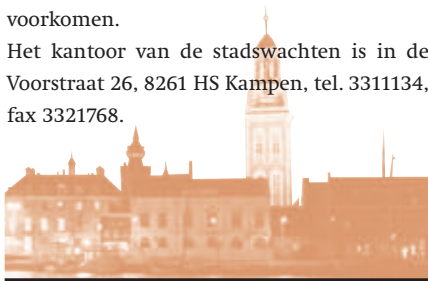 voorkomen.
Het kantoor van de stadswachten is in de
Voorstraat 26, 8261 HS Kampen, tel. 3311134,
fax 3321768.